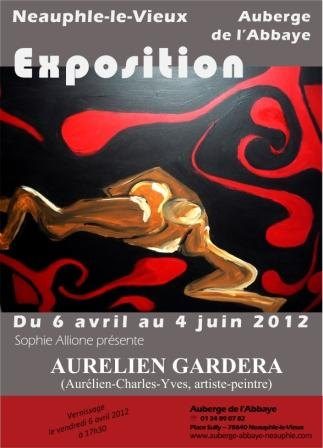 Neauphle-le-Vieux
Auberge
de l'Abbaye
Exposition
Du 6 avril au 4 juin 2012
Sophie Allione présente
AURELIEN GARDERA
(Aurélien-Charles-Yves, artiste-peintre)
Vernissage
le vendredi 6 avril 2012
à 17h30
Auberge de l'Abbaye
01 34 89 07 82
Place Sully - 78640 Neauphle-le-Vieux
www.auberge-abbaye-neauphle.com